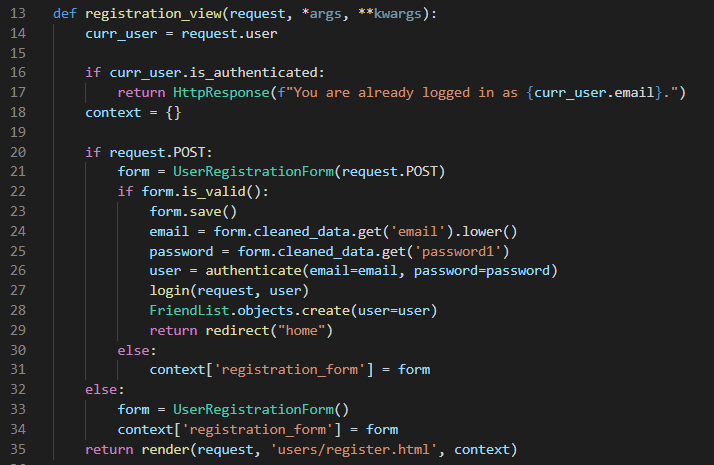 13 def registration_view(request, *args, **kwargs):
14     curr_user = request.user
15
16     if curr_user.is_authenticated:
17         return HttpResponse(f"You are already logged in as {curr_user.email}.")
18     context = {}
19
20     if request.POST:
21         form = UserRegistrationForm(request.POST)
22         if form.is_valid():
23             form.save()
24             email = form.cleaned_data.get('email').lower()
25             password = form.cleaned_data.get('password1')
26             user = authenticate(email=email, password=password)
27             login(request, user)
28             FriendList.objects.create(user=user)
29             return redirect("home")
30         else:
31             context['registration_form'] = form
32     else:
33         form = UserRegistrationForm()
34         context['registration_form'] = form
35     return render(request, 'users/register.html', context)